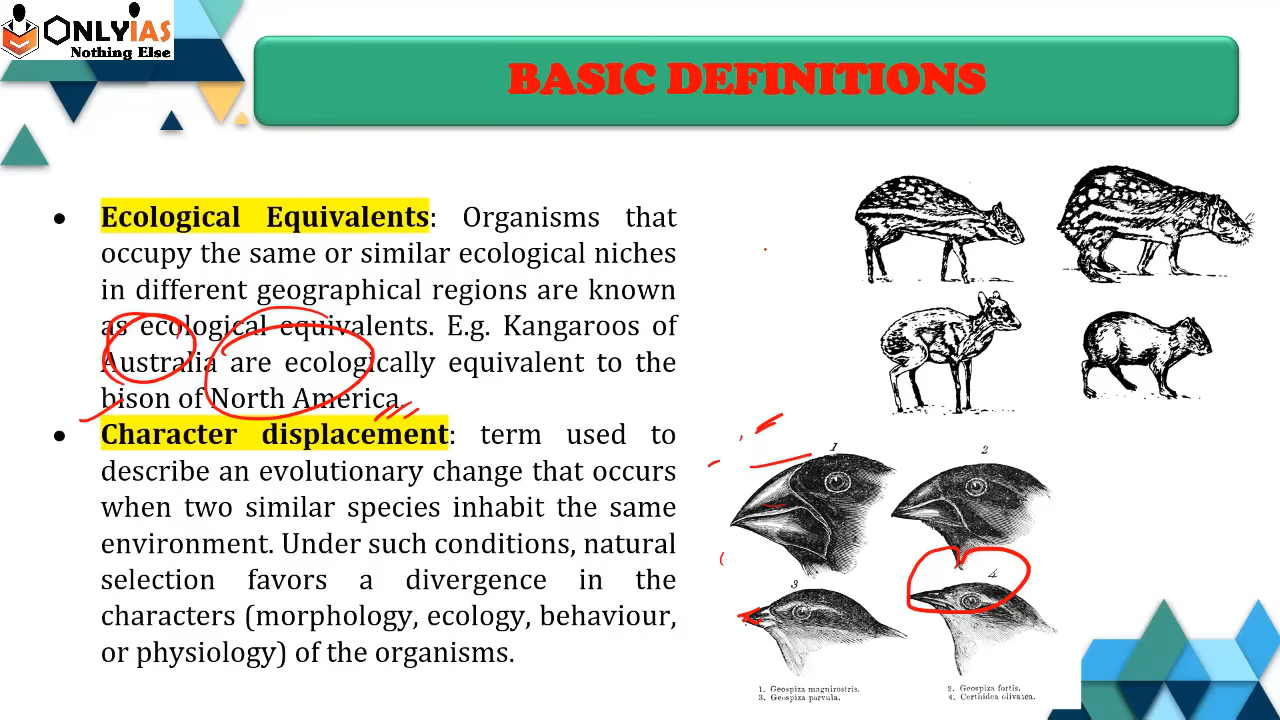 ONLYIAS
Nothing Else
BASIC DEFINITIONS
● Ecological Equivalents: Organisms that
occupy the same or similar ecological niches
in different geographical regions are known
as ecological equivalents. E.g. Kangaroos of
Australia are ecologically equivalent to the
bison of North America.
● Character displacement: term used to
describe an evolutionary change that occurs
when two similar species inhabit the same
environment. Under such conditions, natural
selection favors a divergence in the
characters (morphology, ecology, behaviour,
or physiology) of the organisms.
1
2
3
4
1. Geospiza magnirostris.
2. Geospiza fortis.
3. Geospiza parvula.
4. Certhidea olivasea.